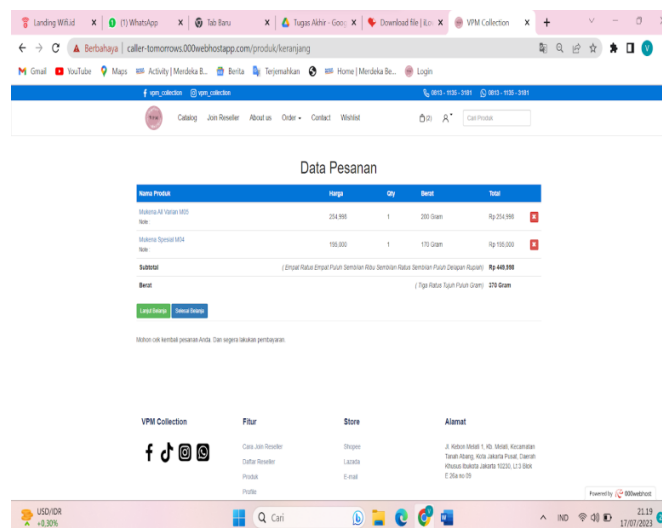 Landing Wifi.id
(1) WhatsApp
Tab Baru
Tugas Akhir - Goog
Download file | iLo
VPM Collection
Berbahaya | caller-tomorrows.000webhostapp.com/produk/keranjang
Gmail YouTube Maps Activity | Merdeka B... Berita Terjemahkan Home | Merdeka Be... Login
vpm_collection vpm_collection 0813 - 1135 - 3181 0813 - 1135 - 3181
Catalog Join Reseller About us Order Contact Wishlist (2) Cari Produk
Data Pesanan
Nama Produk Harga Qty Berat Total
Mukena All Varian M05 254,998 1 200 Gram Rp 254,998
Note :
Mukena Spesial M04 195,000 1 170 Gram Rp 195,000
Note :
Subtotal ( Empat Ratus Empat Puluh Sembilan Ribu Sembilan Ratus Sembilan Puluh Delapan Rupiah) Rp 449,998
Berat ( Tiga Ratus Tujuh Puluh Gram) 370 Gram
Lanjut Belanja Selesai Belanja
Mohon cek kembali pesanan Anda. Dan segera lakukan pembayaran.
VPM Collection Fitur Store Alamat
Cara Join Reseller Shopee Jl. Kebon Melati 1, Kb. Melati, Kecamatan
Daftar Reseller Lazada Tanah Abang, Kota Jakarta Pusat, Daerah
Produk E-mail Khusus Ibukota Jakarta 10230, Lt 3 Blok
Profile E 26a no 09
Powered by 000webhost
USD/IDR
+0,30%
Cari
IND
21.19
17/07/2023